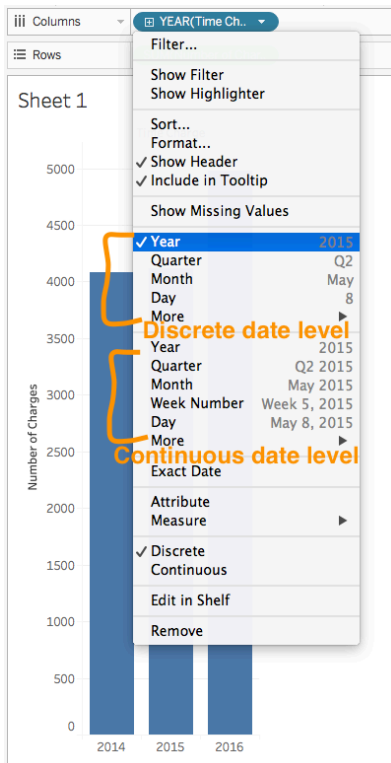 Columns
YEAR(Time Ch..
Rows
Filter...
Show Filter
Show Highlighter
Sheet 1
Sort...
Format...
Show Header
Include in Tooltip
Show Missing Values
Year 2015
Quarter Q2
Month May
Day 8
More
Discrete date level
Year 2015
Quarter Q2 2015
Month May 2015
Week Number Week 5, 2015
Day May 8, 2015
More
Continuous date level
Exact Date
Attribute
Measure
Discrete
Continuous
Edit in Shelf
Remove
Number of Charges
5000
4500
4000
3500
3000
2500
2000
1500
1000
500
0
2014 2015 2016